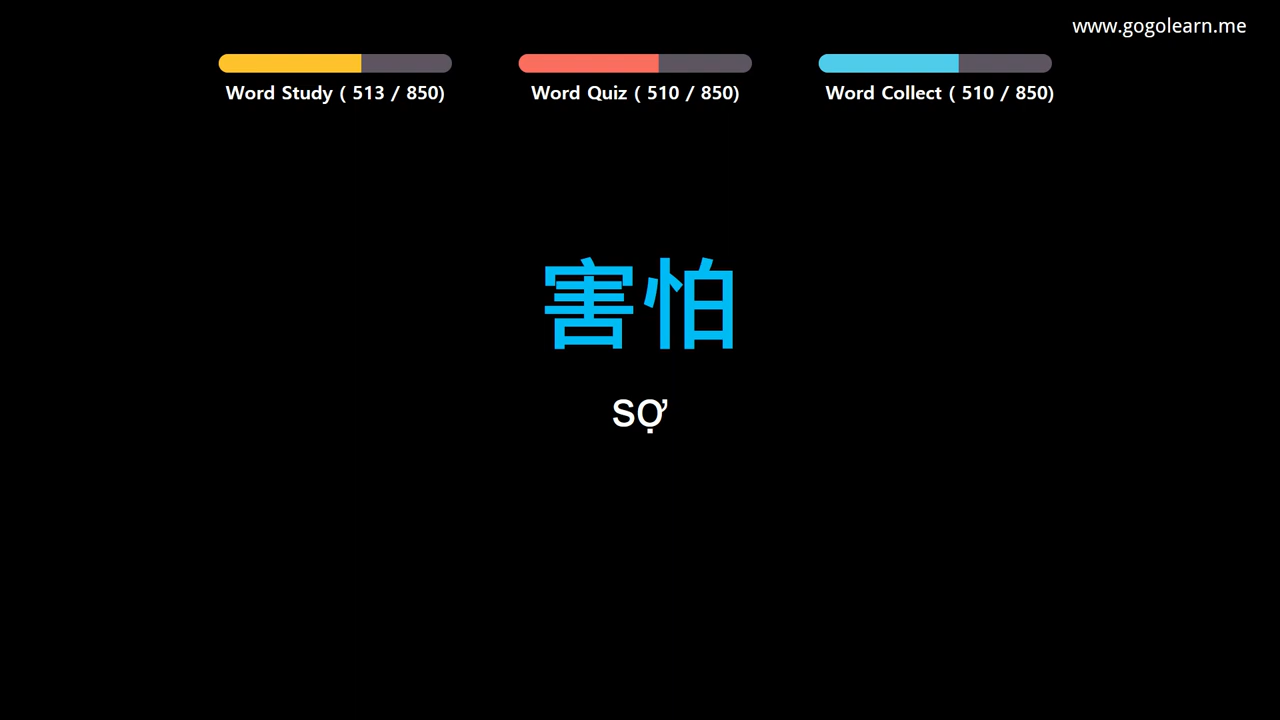 www.gogolearn.me
Word Study ( 513 / 850)
Word Quiz ( 510 / 850)
Word Collect ( 510 / 850)
害怕
sợ